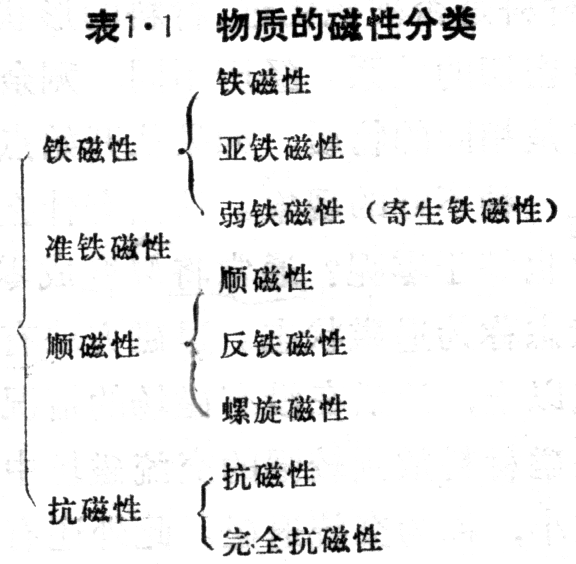 表1·1 物质的磁性分类
铁磁性
铁磁性
亚铁磁性
弱铁磁性（寄生铁磁性）
准铁磁性
顺磁性
顺磁性
反铁磁性
螺旋磁性
抗磁性
抗磁性
完全抗磁性